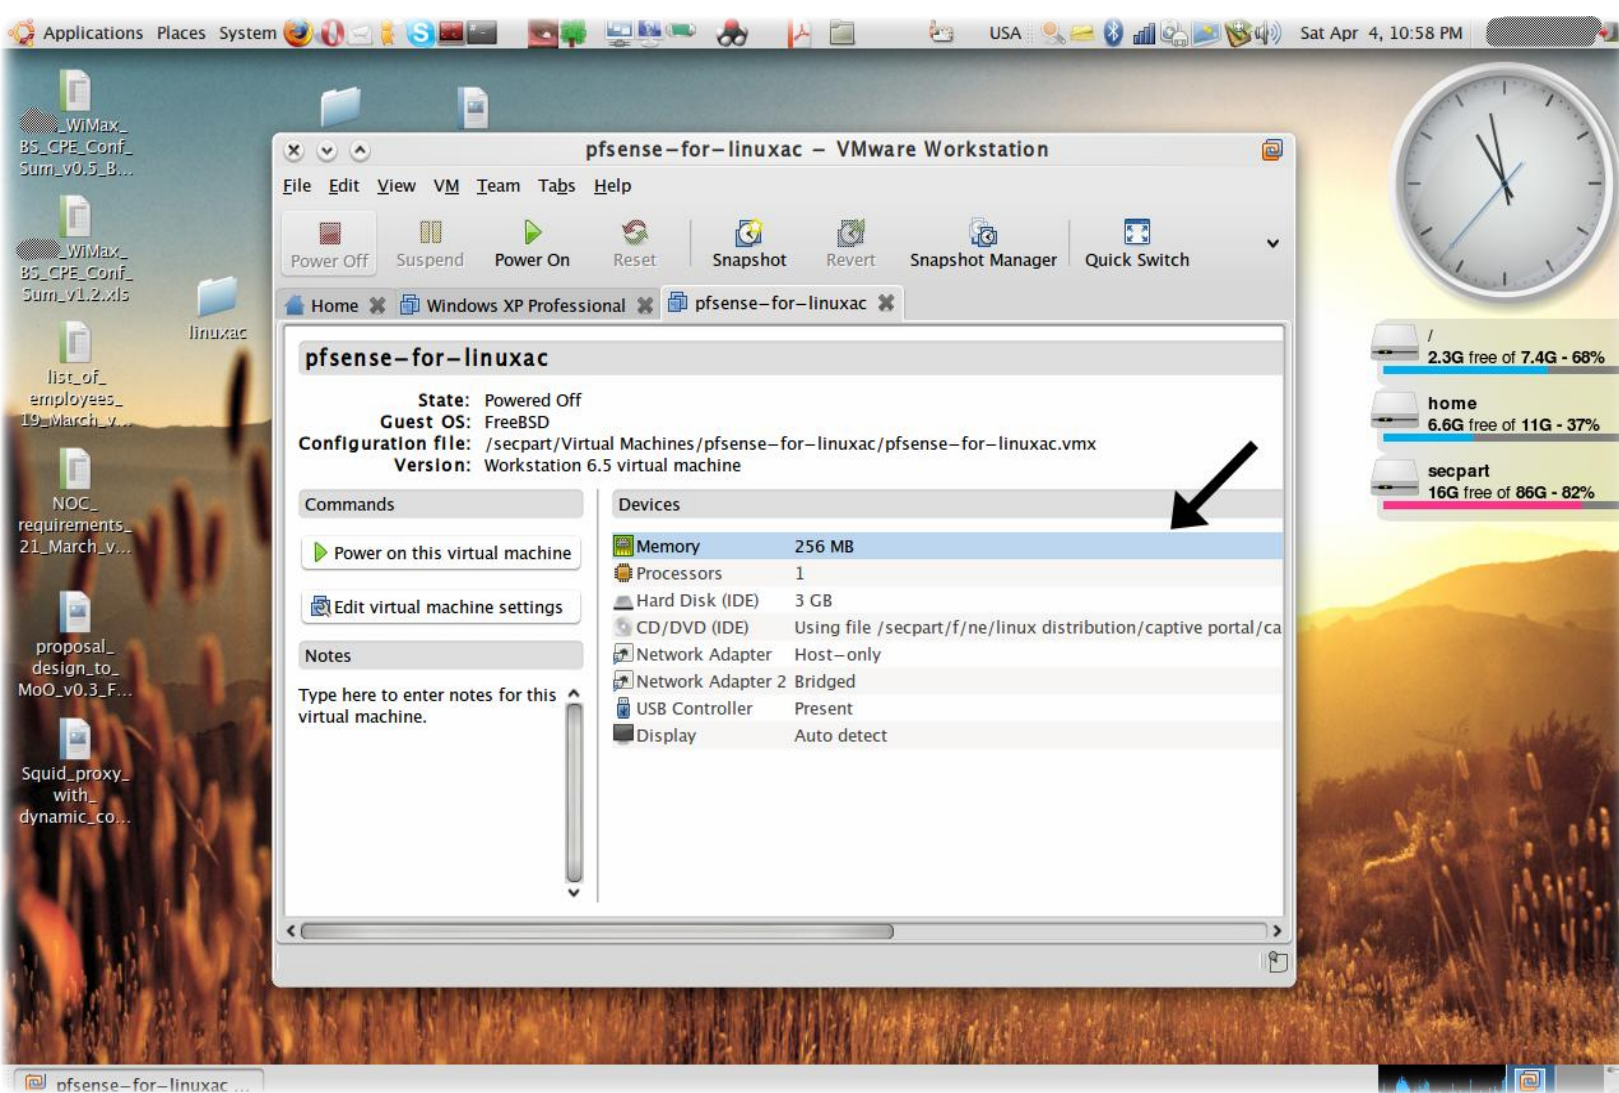 Applications Places System
USA
Sat Apr 4, 10:58 PM
_WiMax_
BS_CPE_Conf_
Sum_v0.5_B...
_WiMax_
BS_CPE_Conf_
Sum_v1.2.xls
linuxac
list_of_
employees_
19_March_v...
NOC_
requirements_
21_March_v...
proposal_
design_to_
MoO_v0.3_F...
Squid_proxy_
with_
dynamic_co...
pfsense-for-linuxac - VMware Workstation
File Edit View VM Team Tabs Help
Power Off Suspend Power On Reset Snapshot Revert Snapshot Manager Quick Switch
Home Windows XP Professional pfsense-for-linuxac
pfsense-for-linuxac
State: Powered Off
Guest OS: FreeBSD
Configuration file: /secpart/Virtual Machines/pfsense-for-linuxac/pfsense-for-linuxac.vmx
Version: Workstation 6.5 virtual machine
Commands
Power on this virtual machine
Edit virtual machine settings
Notes
Type here to enter notes for this
virtual machine.
Devices
Memory 256 MB
Processors 1
Hard Disk (IDE) 3 GB
CD/DVD (IDE) Using file /secpart/f/ne/linux distribution/captive portal/ca
Network Adapter Host-only
Network Adapter 2 Bridged
USB Controller Present
Display Auto detect
/
2.3G free of 7.4G - 68%
home
6.6G free of 11G - 37%
secpart
16G free of 86G - 82%
pfsense-for-linuxac ...